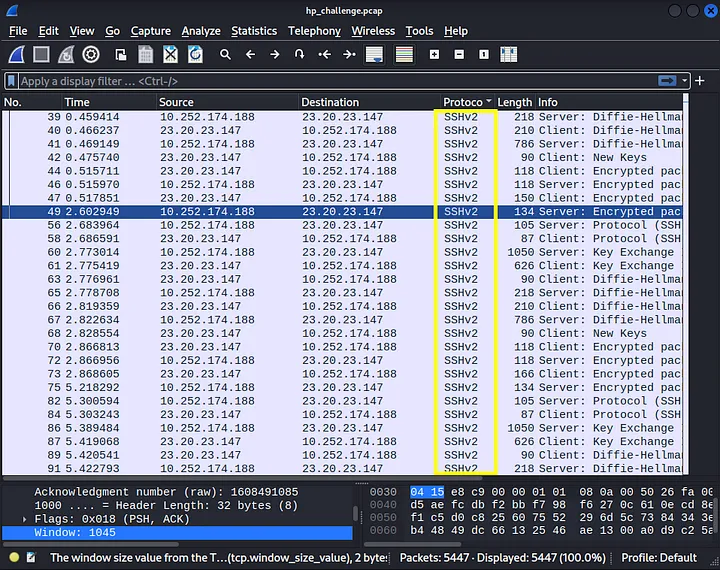 hp_challenge.pcap
File Edit View Go Capture Analyze Statistics Telephony Wireless Tools Help
Apply a display filter ... <Ctrl-/>
No. Time Source Destination Protoco Length Info
39 0.459414 10.252.174.188 23.20.23.147 SSHv2 218 Server: Diffie-Hellma
40 0.466237 23.20.23.147 10.252.174.188 SSHv2 210 Client: Diffie-Hellma
41 0.469149 10.252.174.188 23.20.23.147 SSHv2 786 Server: Diffie-Hellma
42 0.475740 23.20.23.147 10.252.174.188 SSHv2 90 Client: New Keys
44 0.515711 23.20.23.147 10.252.174.188 SSHv2 118 Client: Encrypted pac
46 0.515970 10.252.174.188 23.20.23.147 SSHv2 118 Server: Encrypted pac
47 0.517851 23.20.23.147 10.252.174.188 SSHv2 150 Client: Encrypted pac
49 2.602949 10.252.174.188 23.20.23.147 SSHv2 134 Server: Encrypted pac
56 2.683964 10.252.174.188 23.20.23.147 SSHv2 105 Server: Protocol (SSH
58 2.686591 23.20.23.147 10.252.174.188 SSHv2 87 Client: Protocol (SSH
60 2.773014 10.252.174.188 23.20.23.147 SSHv2 1050 Server: Key Exchange
61 2.775419 23.20.23.147 10.252.174.188 SSHv2 626 Client: Key Exchange
63 2.776961 23.20.23.147 10.252.174.188 SSHv2 90 Client: Diffie-Hellma
65 2.778708 10.252.174.188 23.20.23.147 SSHv2 218 Server: Diffie-Hellma
66 2.819359 23.20.23.147 10.252.174.188 SSHv2 210 Client: Diffie-Hellma
67 2.822634 10.252.174.188 23.20.23.147 SSHv2 786 Server: Diffie-Hellma
68 2.828554 23.20.23.147 10.252.174.188 SSHv2 90 Client: New Keys
70 2.866813 23.20.23.147 10.252.174.188 SSHv2 118 Client: Encrypted pac
72 2.866956 10.252.174.188 23.20.23.147 SSHv2 118 Server: Encrypted pac
73 2.868605 23.20.23.147 10.252.174.188 SSHv2 166 Client: Encrypted pac
75 5.218292 10.252.174.188 23.20.23.147 SSHv2 134 Server: Encrypted pac
82 5.300594 10.252.174.188 23.20.23.147 SSHv2 105 Server: Protocol (SSH
84 5.303243 23.20.23.147 10.252.174.188 SSHv2 87 Client: Protocol (SSH
86 5.389484 10.252.174.188 23.20.23.147 SSHv2 1050 Server: Key Exchange
87 5.419068 23.20.23.147 10.252.174.188 SSHv2 626 Client: Key Exchange
89 5.420541 23.20.23.147 10.252.174.188 SSHv2 90 Client: Diffie-Hellma
91 5.422793 10.252.174.188 23.20.23.147 SSHv2 218 Server: Diffie-Hellma
Acknowledgment number (raw): 1608491085
1000 .... = Header Length: 32 bytes (8)
Flags: 0x018 (PSH, ACK)
Window: 1045
0030 04 15 e8 c9 00 00 01 01 08 0a 00 50 26 fa 00
0040 d5 ae fc db f2 bb f7 98 f6 27 0c 61 0e cd 8e
0050 f1 c5 d0 c8 25 60 75 52 29 6d 5c 73 84 34 3e
0060 b4 48 49 dc 66 13 25 46 ae 13 00 a0 d9 c2 5a
The window size value from the T…(tcp.window_size_value), 2 byte: Packets: 5447 · Displayed: 5447 (100.0%) Profile: Default